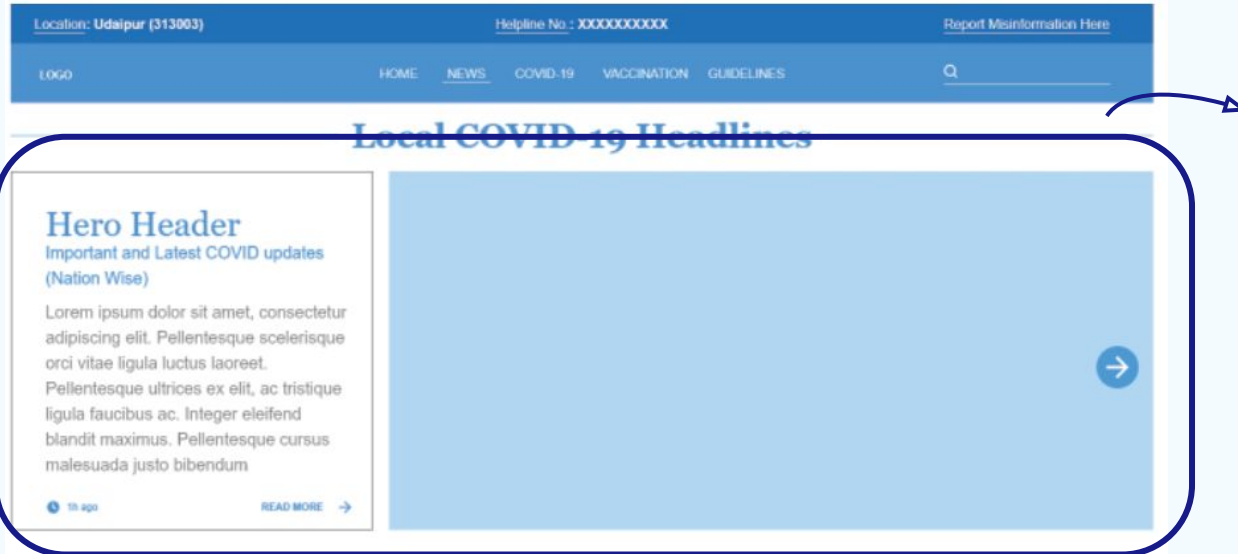 Location: Udaipur (313003)
Helpline No.: XXXXXXXXXX
Report Misinformation Here
LOGO
HOME NEWS COVID-19 VACCINATION GUIDELINES
Local COVID-19 Headlines
Hero Header
Important and Latest COVID updates
(Nation Wise)
Lorem ipsum dolor sit amet, consectetur
adipiscing elit. Pellentesque scelerisque
orci vitae ligula luctus laoreet.
Pellentesque ultrices ex elit, ac tristique
ligula faucibus ac. Integer eleifend
blandit maximus. Pellentesque cursus
malesuada justo bibendum
1h ago
READ MORE